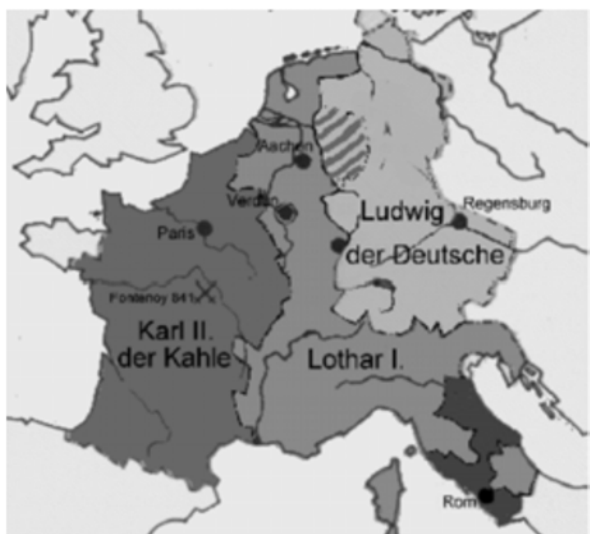 Aachen
Verdun
Paris
Ludwig
der Deutsche
Regensburg
Fontenoy 841
Karl II.
der Kahle
Lothar I.
Rom